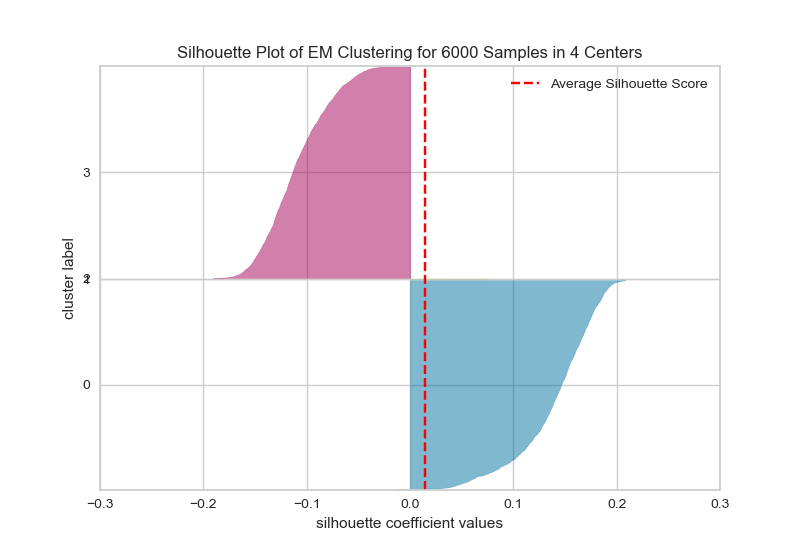 Silhouette Plot of EM Clustering for 6000 Samples in 4 Centers
Average Silhouette Score
cluster label
3
0
−0.3 −0.2 −0.1 0.0 0.1 0.2 0.3
silhouette coefficient values